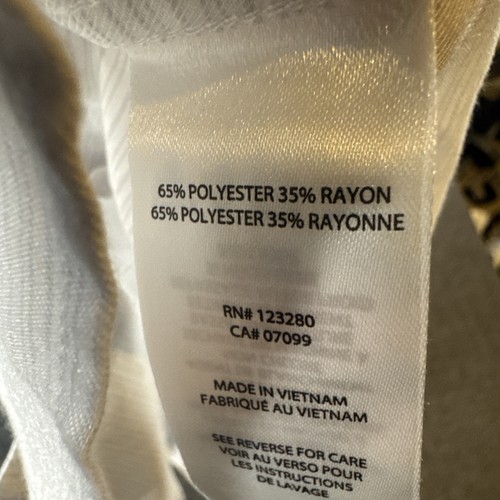 65% POLYESTER 35% RAYON
65% POLYESTER 35% RAYONNE
RN# 123280
CA# 07099
MADE IN VIETNAM
FABRIQUÉ AU VIETNAM
SEE REVERSE FOR CARE
VOIR AU VERSO POUR
LES INSTRUCTIONS
DE LAVAGE